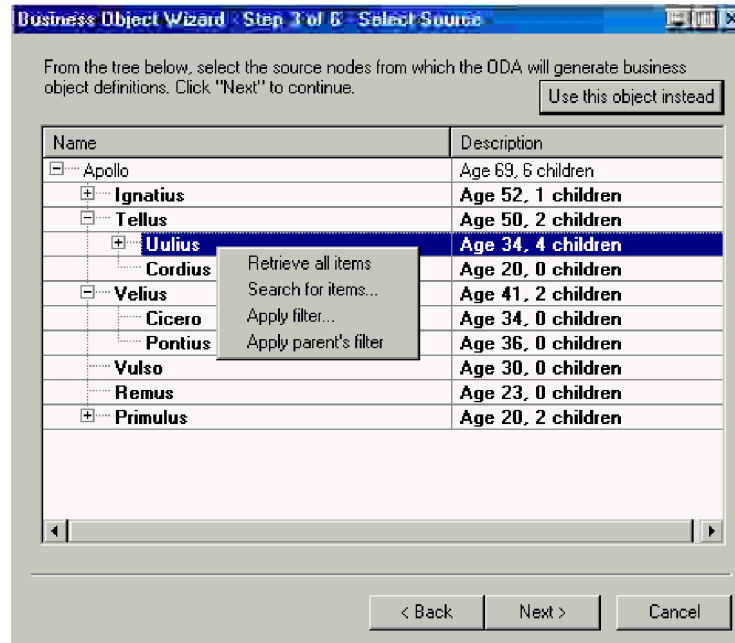 Business Object Wizard - Step 3 of 6 - Select Source
From the tree below, select the source nodes from which the ODA will generate business
object definitions. Click "Next" to continue.
Use this object instead
Name Description
Apollo Age 69, 6 children
Ignatius Age 52, 1 children
Tellus Age 50, 2 children
Uulius Age 34, 4 children
Cordius Age 20, 0 children
Velius Age 41, 2 children
Cicero Age 34, 0 children
Pontius Age 36, 0 children
Vulso Age 30, 0 children
Remus Age 23, 0 children
Primulus Age 20, 2 children
Retrieve all items
Search for items...
Apply filter...
Apply parent's filter
< Back Next > Cancel